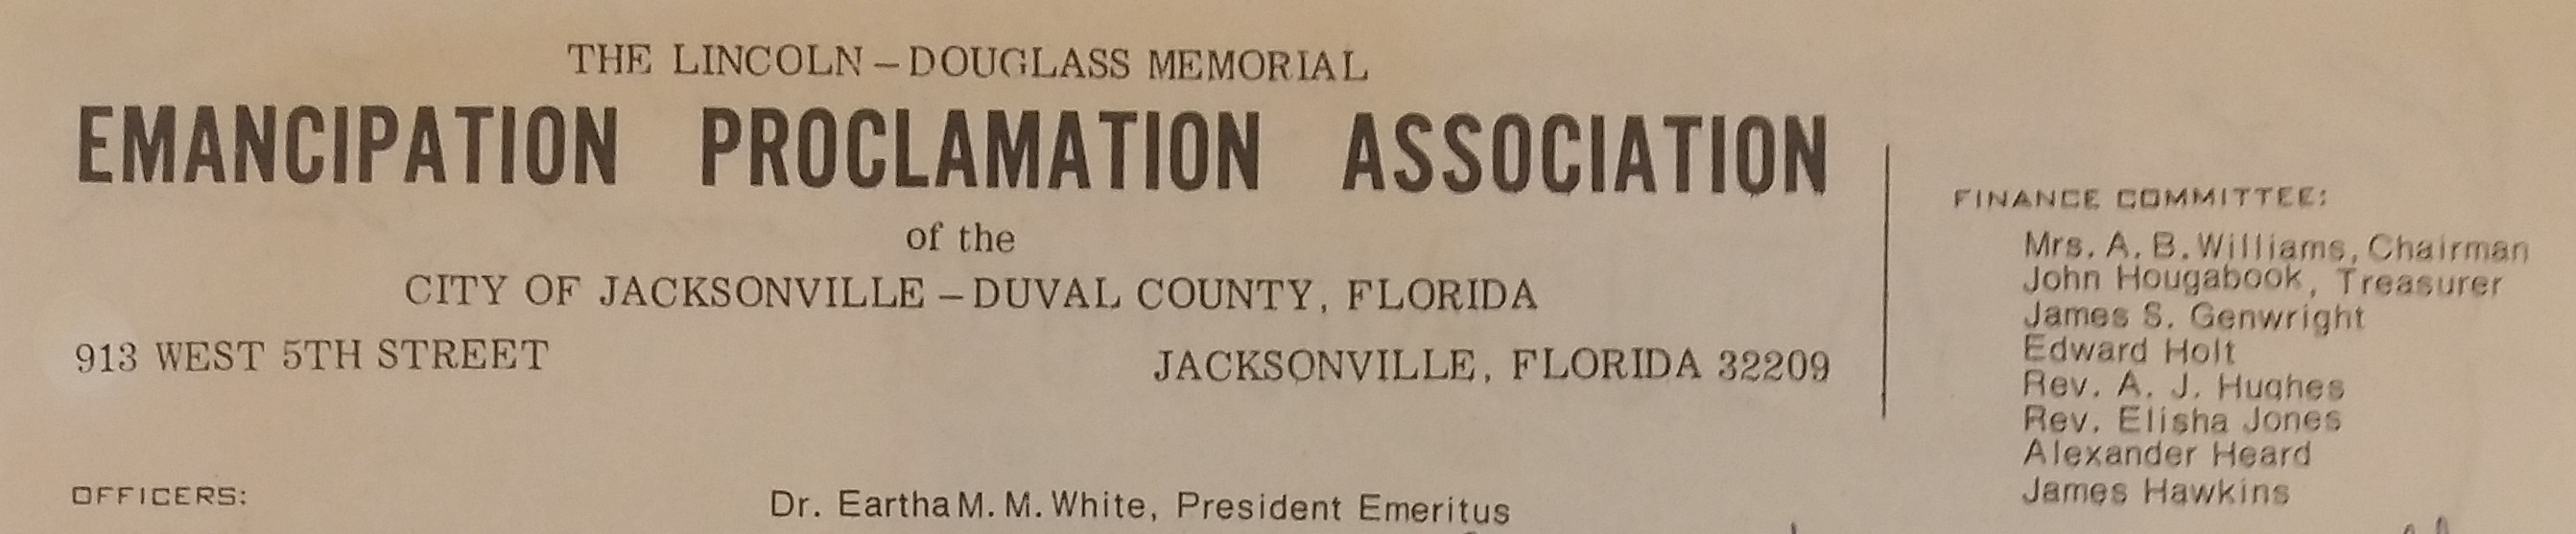 THE LINCOLN – DOUGLASS MEMORIAL
EMANCIPATION PROCLAMATION ASSOCIATION
of the
CITY OF JACKSONVILLE – DUVAL COUNTY, FLORIDA
913 WEST 5TH STREET JACKSONVILLE, FLORIDA 32209
OFFICERS:
Dr. Eartha M. M. White, President Emeritus
FINANCE COMMITTEE:
Mrs. A. B. Williams, Chairman
John Hougabook, Treasurer
James S. Genwright
Edward Holt
Rev. A. J. Hughes
Rev. Elisha Jones
Alexander Heard
James Hawkins